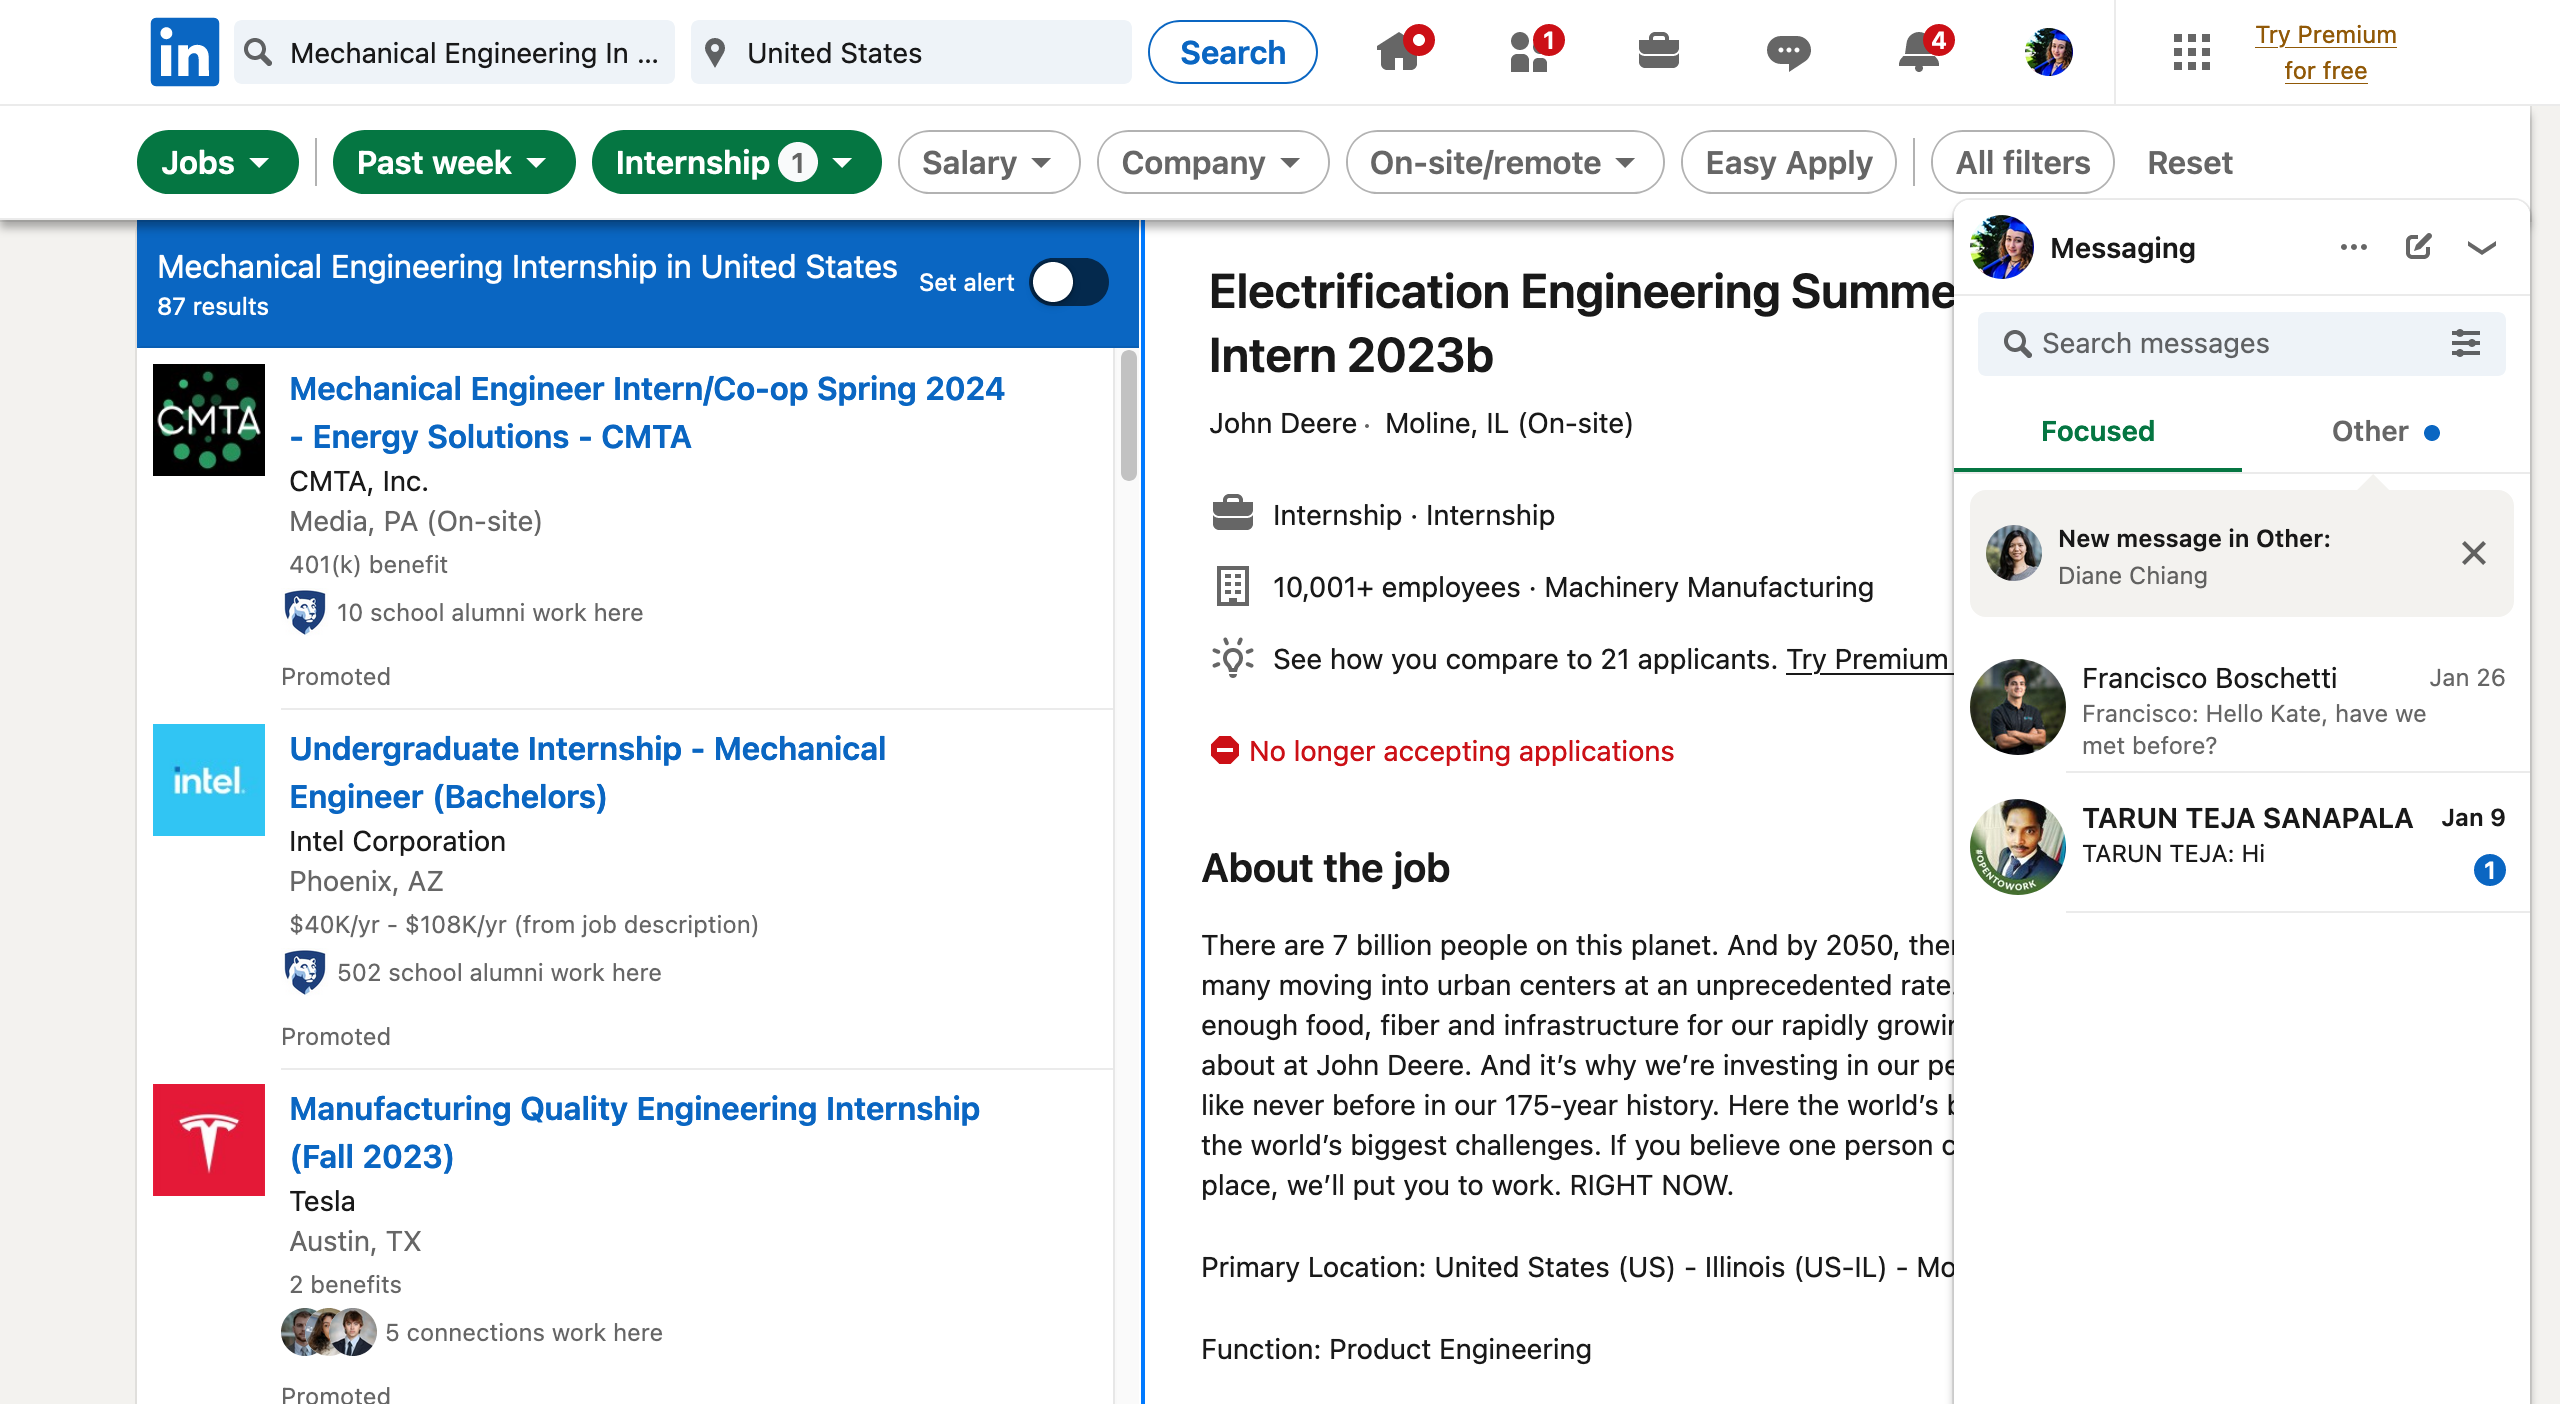 in
Mechanical Engineering In ...
United States
Search
1
4
Try Premium
for free
Jobs
Past week
Internship 1
Salary
Company
On-site/remote
Easy Apply
All filters
Reset
Mechanical Engineering Internship in United States
87 results
Set alert
CMTA
Mechanical Engineer Intern/Co-op Spring 2024
- Energy Solutions - CMTA
CMTA, Inc.
Media, PA (On-site)
401(k) benefit
10 school alumni work here
Promoted
intel.
Undergraduate Internship - Mechanical
Engineer (Bachelors)
Intel Corporation
Phoenix, AZ
$40K/yr - $108K/yr (from job description)
502 school alumni work here
Promoted
Manufacturing Quality Engineering Internship
(Fall 2023)
Tesla
Austin, TX
2 benefits
5 connections work here
Promoted
Electrification Engineering Summe
Intern 2023b
John Deere · Moline, IL (On-site)
Internship · Internship
10,001+ employees · Machinery Manufacturing
See how you compare to 21 applicants. Try Premium
No longer accepting applications
About the job
There are 7 billion people on this planet. And by 2050, ther
many moving into urban centers at an unprecedented rate.
enough food, fiber and infrastructure for our rapidly growin
about at John Deere. And it’s why we’re investing in our pe
like never before in our 175-year history. Here the world’s b
the world’s biggest challenges. If you believe one person c
place, we’ll put you to work. RIGHT NOW.
Primary Location: United States (US) - Illinois (US-IL) - Mo
Function: Product Engineering
Messaging
Search messages
Focused
Other
New message in Other:
Diane Chiang
Francisco Boschetti
Jan 26
Francisco: Hello Kate, have we
met before?
#OPENTOWORK
TARUN TEJA SANAPALA
Jan 9
TARUN TEJA: Hi
1